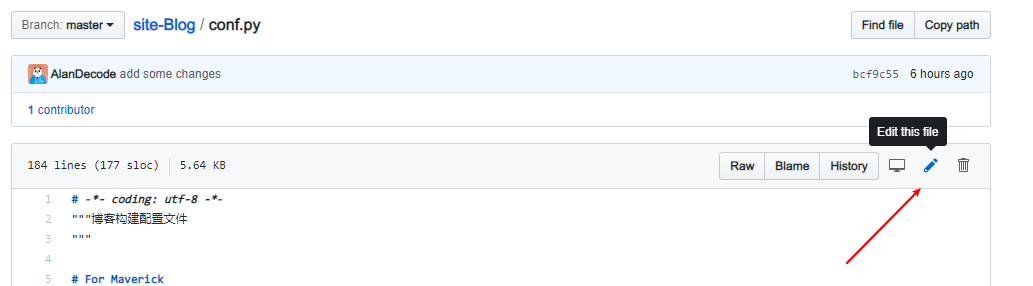 Branch: master
site-Blog / conf.py
Find file
Copy path
AlanDecode add some changes
bcf9c55 6 hours ago
1 contributor
Edit this file
184 lines (177 sloc) 5.64 KB
Raw
Blame
History
1 # -*- coding: utf-8 -*-
2 """博客构建配置文件
3 """
4
5 # For Maverick